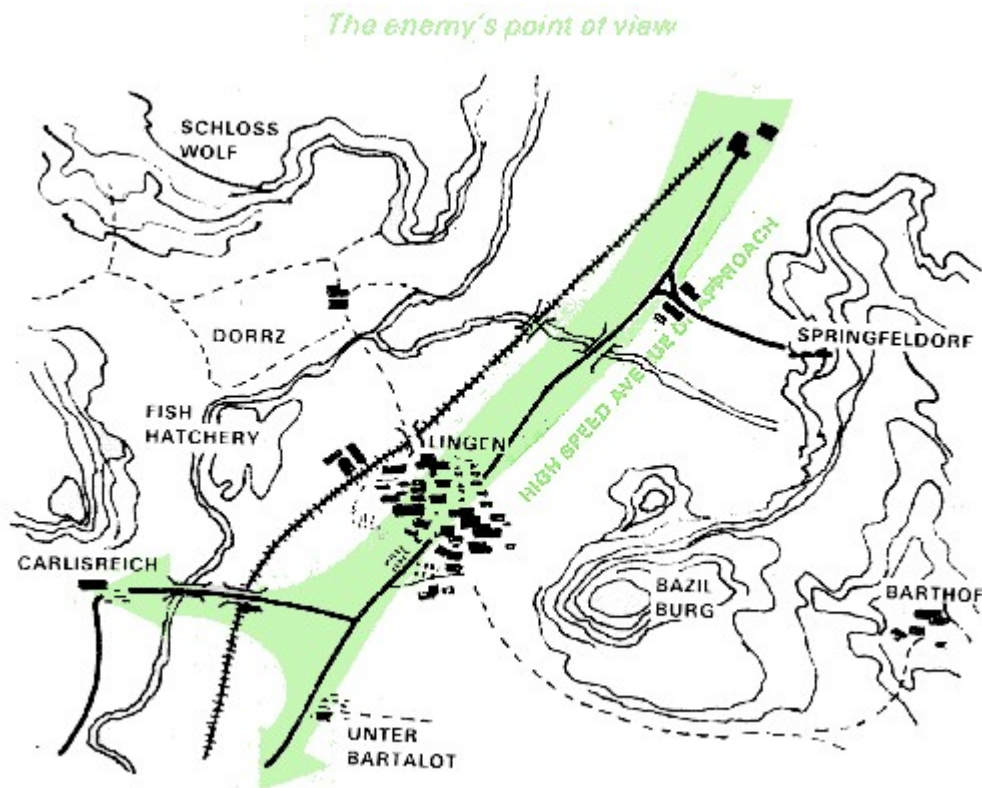 The enemy's point of view
SCHLOSS
WOLF
HIGH SPEED AVENUE OF APPROACH
DORRZ
SPRINGFELDORF
FISH
HATCHERY
LINGEN
CARLISREICH
BAZIL
BURG
BARTHOF
UNTER
BARTALOT